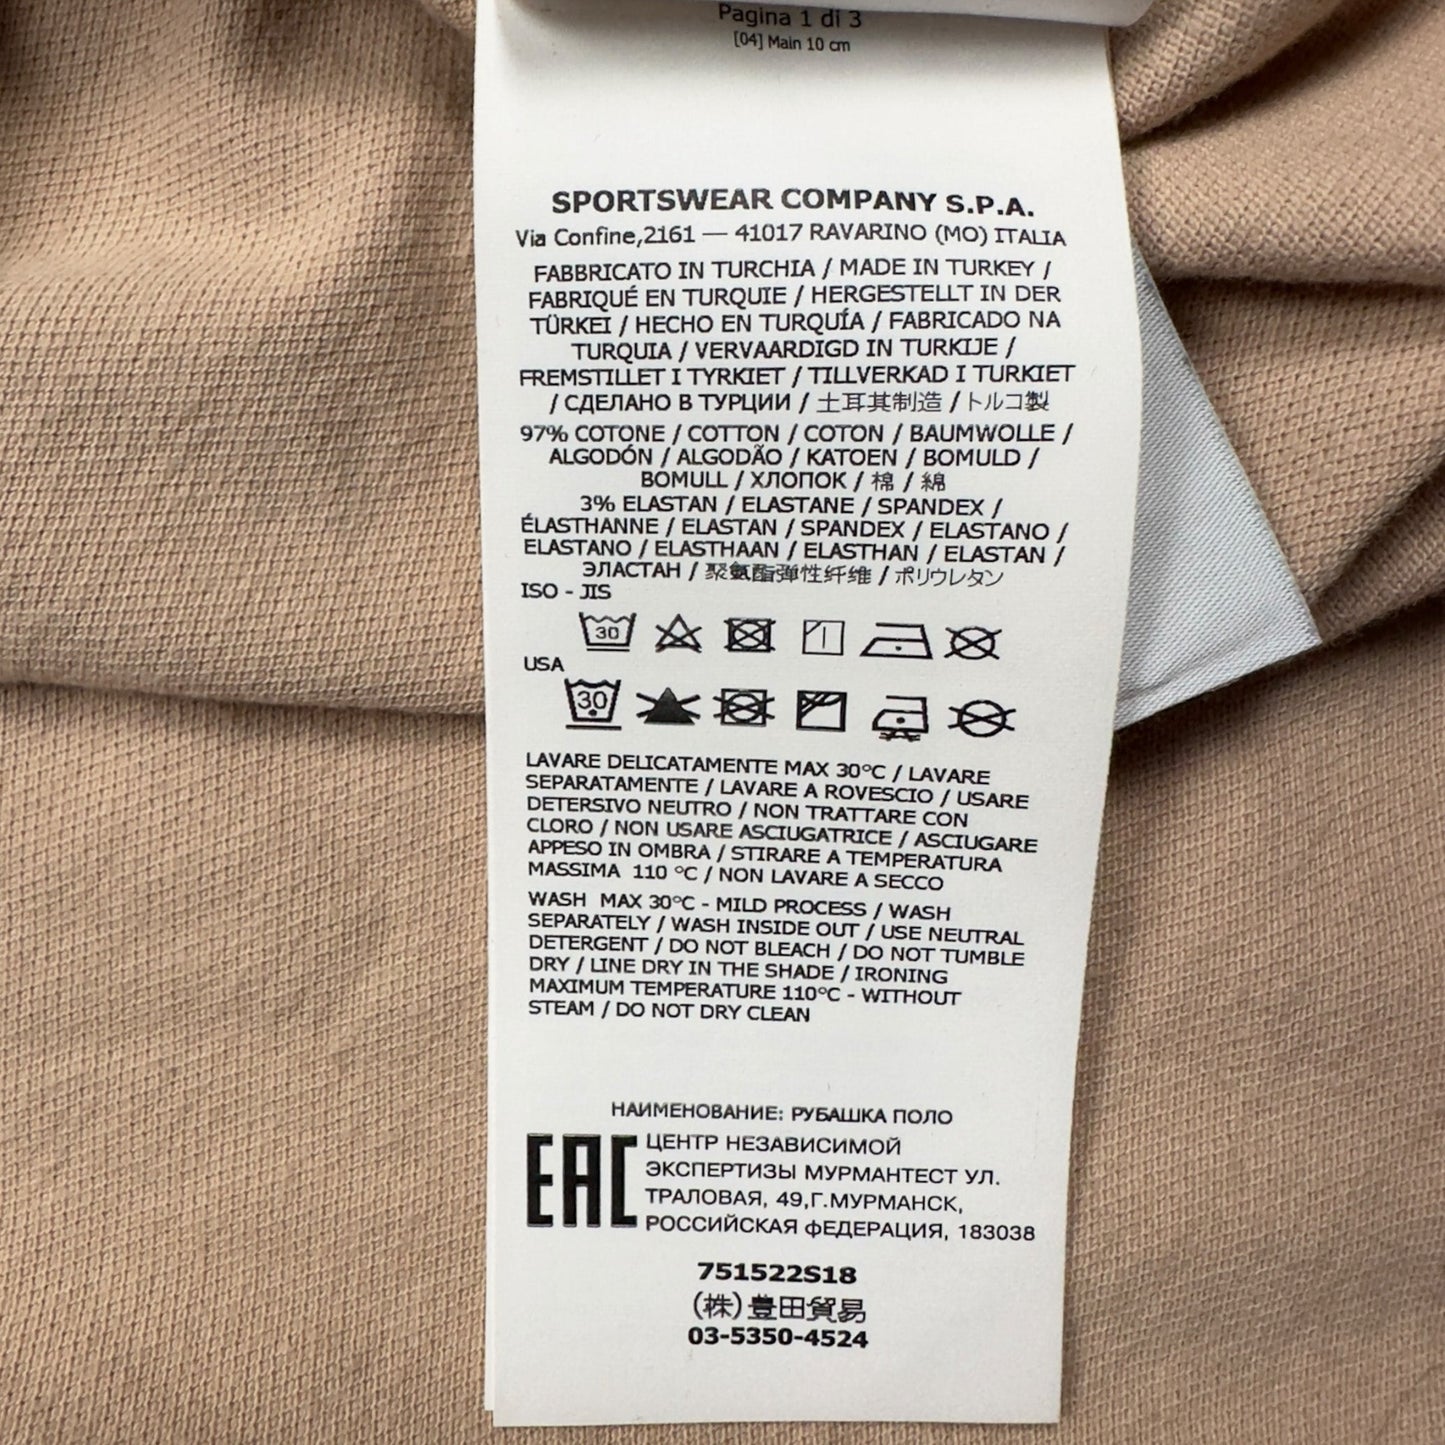 Pagina 1 di 3
[04] Main 10 cm
SPORTSWEAR COMPANY S.P.A.
Via Confine,2161 — 41017 RAVARINO (MO) ITALIA
FABBRICATO IN TURCHIA / MADE IN TURKEY /
FABRIQUÉ EN TURQUIE / HERGESTELLT IN DER
TÜRKEI / HECHO EN TURQUÍA / FABRICADO NA
TURQUIA / VERVAARDIGD IN TURKIJE /
FREMSTILLET I TYRKIET / TILLVERKAD I TURKIET
/ СДЕЛАНО В ТУРЦИИ / 土耳其制造 / トルコ製
97% COTONE / COTTON / COTON / BAUMWOLLE /
ALGODÓN / ALGODÃO / KATOEN / BOMULD /
BOMULL / ХЛОПОК / 棉 / 綿
3% ELASTAN / ELASTANE / SPANDEX /
ÉLASTHANNE / ELASTAN / SPANDEX / ELASTANO /
ELASTANO / ELASTHAAN / ELASTHAN / ELASTAN /
ЭЛАСТАН / 聚氨酯弹性纤维 / ポリウレタン
ISO - JIS
30
USA
30
LAVARE DELICATAMENTE MAX 30°C / LAVARE
SEPARATAMENTE / LAVARE A ROVESCIO / USARE
DETERSIVO NEUTRO / NON TRATTARE CON
CLORO / NON USARE ASCIUGATRICE / ASCIUGARE
APPESO IN OMBRA / STIRARE A TEMPERATURA
MASSIMA 110 °C / NON LAVARE A SECCO
WASH MAX 30°C - MILD PROCESS / WASH
SEPARATELY / WASH INSIDE OUT / USE NEUTRAL
DETERGENT / DO NOT BLEACH / DO NOT TUMBLE
DRY / LINE DRY IN THE SHADE / IRONING
MAXIMUM TEMPERATURE 110°C - WITHOUT
STEAM / DO NOT DRY CLEAN
НАИМЕНОВАНИЕ: РУБАШКА ПОЛО
EAC ЦЕНТР НЕЗАВИСИМОЙ
ЭКСПЕРТИЗЫ МУРМАНТЕСТ УЛ.
ТРАЛОВАЯ, 49,Г.МУРМАНСК,
РОССИЙСКАЯ фЕДЕРАЦИЯ, 183038
751522S18
(株)豊田貿易
03-5350-4524